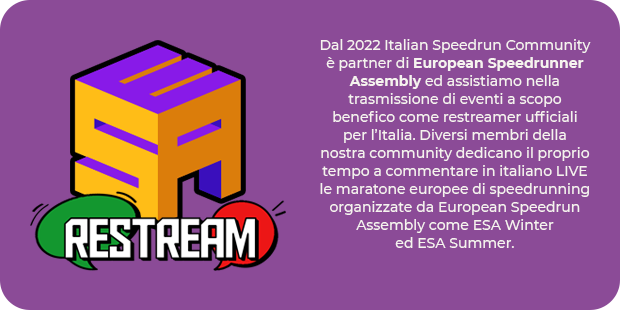 ESA
RESTREAM
Dal 2022 Italian Speedrun Community
è partner di European Speedrunner
Assembly ed assistiamo nella
trasmissione di eventi a scopo
benefico come restreamer ufficiali
per l'Italia. Diversi membri della
nostra community dedicano il proprio
tempo a commentare in italiano LIVE
le maratone europee di speedrunning
organizzate da European Speedrun
Assembly come ESA Winter
ed ESA Summer.